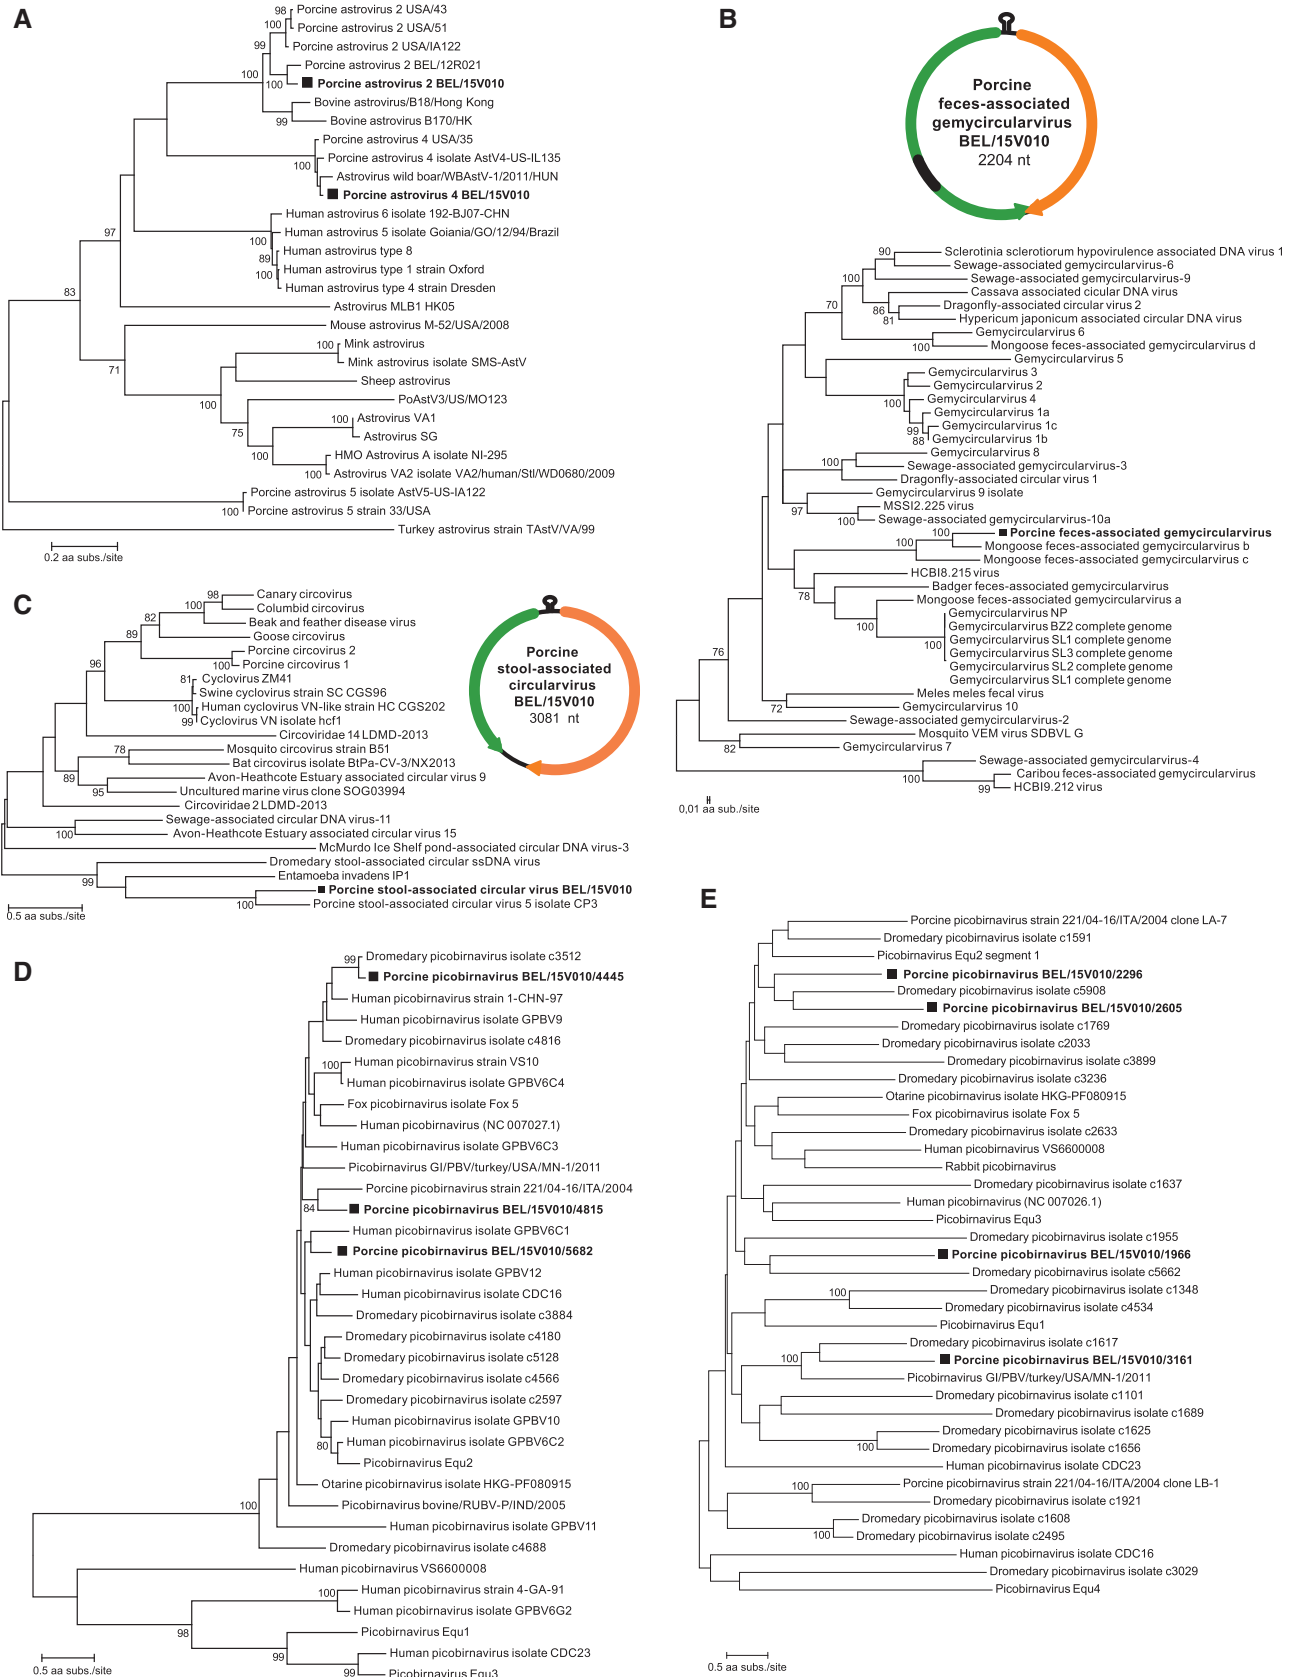 A
98
Porcine astrovirus 2 USA/43
100
Porcine astrovirus 2 USA/51
99
Porcine astrovirus 2 USA/IA122
Porcine astrovirus 2 BEL/12R021
100
100
Porcine astrovirus 2 BEL/15V010
Bovine astrovirus/B18/Hong Kong
99
Bovine astrovirus B170/HK
Porcine astrovirus 4 USA/35
Porcine astrovirus 4 isolate AstV4-US-IL135
100
Astrovirus wild boar/WBAstV-1/2011/HUN
Porcine astrovirus 4 BEL/15V010
Human astrovirus 6 isolate 192-BJ07-CHN
97
Human astrovirus 5 isolate Goiania/GO/12/94/Brazil
100
Human astrovirus type 8
89
Human astrovirus type 1 strain Oxford
100
Human astrovirus type 4 strain Dresden
83
Astrovirus MLB1 HK05
Mouse astrovirus M-52/USA/2008
100
Mink astrovirus
Mink astrovirus isolate SMS-AstV
71
Sheep astrovirus
100
PoAstV3/US/MO123
100
Astrovirus VA1
75
Astrovirus SG
100
HMO Astrovirus A isolate NI-295
100
Astrovirus VA2 isolate VA2/human/Stl/WD0680/2009
Porcine astrovirus 5 isolate AstV5-US-IA122
100
Porcine astrovirus 5 strain 33/USA
Turkey astrovirus strain TAstV/VA/99
0.2 aa subs./site
B
Porcine
feces-associated
gemycircularvirus
BEL/15V010
2204 nt
90
Sclerotinia sclerotiorum hypovirulence associated DNA virus 1
Sewage-associated gemycircularvirus-6
100
Sewage-associated gemycircularvirus-9
Cassava associated cicular DNA virus
70
86
Dragonfly-associated circular virus 2
81
Hypericum japonicum associated circular DNA virus
Gemycircularvirus 6
100
Mongoose feces-associated gemycircularvirus d
Gemycircularvirus 5
Gemycircularvirus 3
Gemycircularvirus 2
100
Gemycircularvirus 4
Gemycircularvirus 1a
99
Gemycircularvirus 1c
88
Gemycircularvirus 1b
Gemycircularvirus 8
100
Sewage-associated gemycircularvirus-3
Dragonfly-associated circular virus 1
Gemycircularvirus 9 isolate
97
MSSI2.225 virus
100
Sewage-associated gemycircularvirus-10a
100
Porcine feces-associated gemycircularvirus
100
Mongoose feces-associated gemycircularvirus b
Mongoose feces-associated gemycircularvirus c
HCBI8.215 virus
Badger feces-associated gemycircularvirus
78
Mongoose feces-associated gemycircularvirus a
Gemycircularvirus NP
100
Gemycircularvirus BZ2 complete genome
Gemycircularvirus SL1 complete genome
100
Gemycircularvirus SL3 complete genome
76
Gemycircularvirus SL2 complete genome
Gemycircularvirus SL1 complete genome
Meles meles fecal virus
72
Gemycircularvirus 10
Sewage-associated gemycircularvirus-2
Mosquito VEM virus SDBVL G
82
Gemycircularvirus 7
Sewage-associated gemycircularvirus-4
100
Caribou feces-associated gemycircularvirus
99
HCBI9.212 virus
0,01 aa sub./site
C
98
Canary circovirus
100
Columbid circovirus
82
Beak and feather disease virus
89
Goose circovirus
Porcine circovirus 2
96
100
Porcine circovirus 1
81
Cyclovirus ZM41
Swine cyclovirus strain SC CGS96
100
Human cyclovirus VN-like strain HC CGS202
99
Cyclovirus VN isolate hcf1
Circoviridae 14 LDMD-2013
78
Mosquito circovirus strain B51
Bat circovirus isolate BtPa-CV-3/NX2013
89
Avon-Heathcote Estuary associated circular virus 9
95
Uncultured marine virus clone SOG03994
Circoviridae 2 LDMD-2013
Sewage-associated circular DNA virus-11
100
Avon-Heathcote Estuary associated circular virus 15
McMurdo Ice Shelf pond-associated circular DNA virus-3
Dromedary stool-associated circular ssDNA virus
99
Entamoeba invadens IP1
Porcine stool-associated circular virus BEL/15V010
100
Porcine stool-associated circular virus 5 isolate CP3
0.5 aa subs./site
Porcine
stool-associated
circularvirus
BEL/15V010
3081 nt
D
99
Dromedary picobirnavirus isolate c3512
Porcine picobirnavirus BEL/15V010/4445
Human picobirnavirus strain 1-CHN-97
Human picobirnavirus isolate GPBV9
Dromedary picobirnavirus isolate c4816
100
Human picobirnavirus strain VS10
Human picobirnavirus isolate GPBV6C4
Fox picobirnavirus isolate Fox 5
Human picobirnavirus (NC 007027.1)
Human picobirnavirus isolate GPBV6C3
Picobirnavirus GI/PBV/turkey/USA/MN-1/2011
Porcine picobirnavirus strain 221/04-16/ITA/2004
84
Porcine picobirnavirus BEL/15V010/4815
Human picobirnavirus isolate GPBV6C1
Porcine picobirnavirus BEL/15V010/5682
Human picobirnavirus isolate GPBV12
Human picobirnavirus isolate CDC16
Dromedary picobirnavirus isolate c3884
Dromedary picobirnavirus isolate c4180
Dromedary picobirnavirus isolate c5128
Dromedary picobirnavirus isolate c4566
Dromedary picobirnavirus isolate c2597
Human picobirnavirus isolate GPBV10
80
Human picobirnavirus isolate GPBV6C2
Picobirnavirus Equ2
Otarine picobirnavirus isolate HKG-PF080915
100
Picobirnavirus bovine/RUBV-P/IND/2005
Human picobirnavirus isolate GPBV11
Dromedary picobirnavirus isolate c4688
Human picobirnavirus VS6600008
100
Human picobirnavirus strain 4-GA-91
Human picobirnavirus isolate GPBV6G2
98
Picobirnavirus Equ1
99
Human picobirnavirus isolate CDC23
99
Picobirnavirus Equ3
0.5 aa subs./site
E
Porcine picobirnavirus strain 221/04-16/ITA/2004 clone LA-7
Dromedary picobirnavirus isolate c1591
Picobirnavirus Equ2 segment 1
Porcine picobirnavirus BEL/15V010/2296
Dromedary picobirnavirus isolate c5908
Porcine picobirnavirus BEL/15V010/2605
Dromedary picobirnavirus isolate c1769
Dromedary picobirnavirus isolate c2033
Dromedary picobirnavirus isolate c3899
Dromedary picobirnavirus isolate c3236
Otarine picobirnavirus isolate HKG-PF080915
Fox picobirnavirus isolate Fox 5
Dromedary picobirnavirus isolate c2633
Human picobirnavirus VS6600008
Rabbit picobirnavirus
Dromedary picobirnavirus isolate c1637
Human picobirnavirus (NC 007026.1)
Picobirnavirus Equ3
Dromedary picobirnavirus isolate c1955
Porcine picobirnavirus BEL/15V010/1966
Dromedary picobirnavirus isolate c5662
100
Dromedary picobirnavirus isolate c1348
Dromedary picobirnavirus isolate c4534
Picobirnavirus Equ1
Dromedary picobirnavirus isolate c1617
100
Porcine picobirnavirus BEL/15V010/3161
Picobirnavirus GI/PBV/turkey/USA/MN-1/2011
Dromedary picobirnavirus isolate c1101
Dromedary picobirnavirus isolate c1689
Dromedary picobirnavirus isolate c1625
100
Dromedary picobirnavirus isolate c1656
Human picobirnavirus isolate CDC23
100
Porcine picobirnavirus strain 221/04-16/ITA/2004 clone LB-1
Dromedary picobirnavirus isolate c1921
Dromedary picobirnavirus isolate c1608
100
Dromedary picobirnavirus isolate c2495
Human picobirnavirus isolate CDC16
Dromedary picobirnavirus isolate c3029
Picobirnavirus Equ4
0.5 aa subs./site